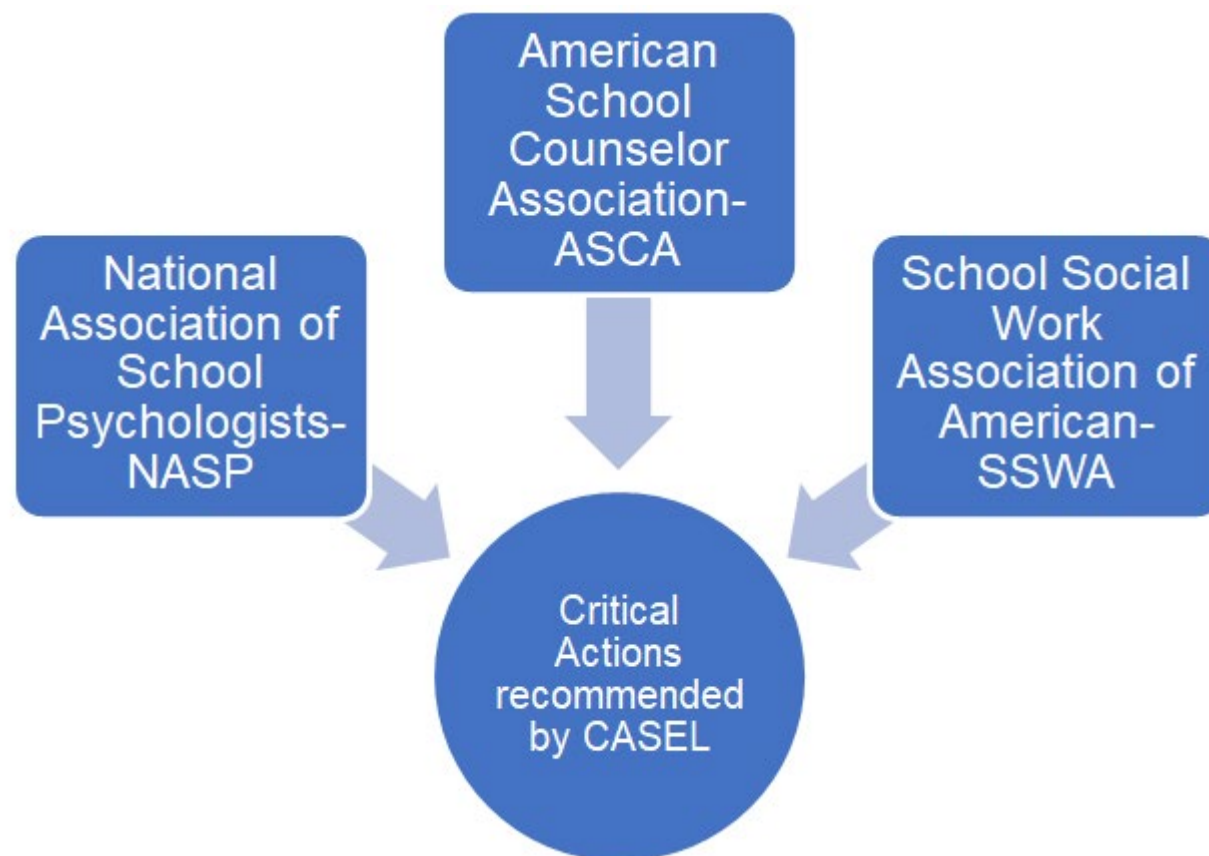 American
School
Counselor
Association-
ASCA
National
Association of
School
Psychologists-
NASP
School Social
Work
Association of
American-
SSWA
Critical
Actions
recommended
by CASEL